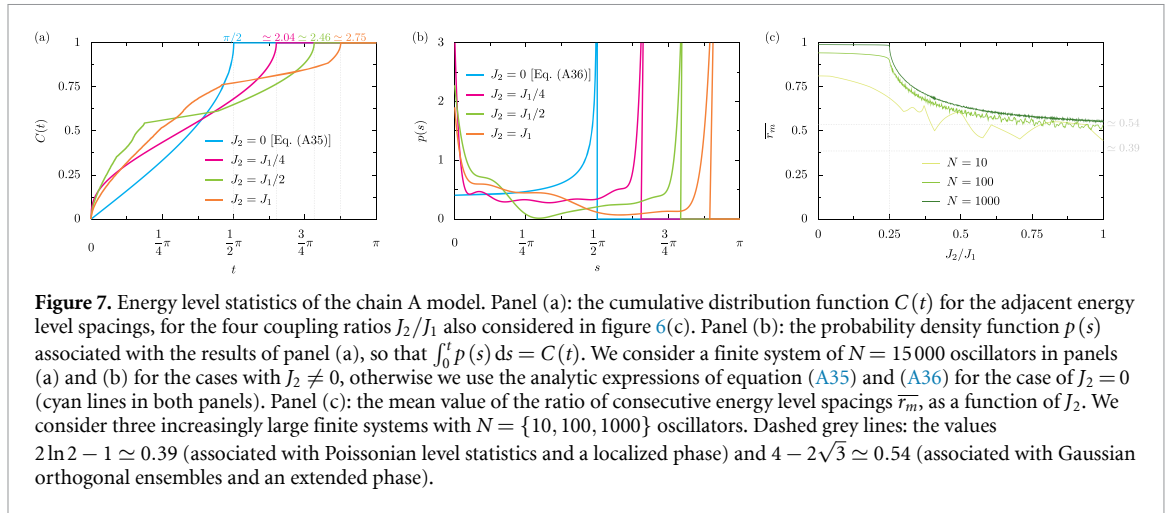 (a)
π/2 ≃ 2.04 ≃ 2.46 ≃ 2.75
1
0.75
0.5
0.25
0
C(t)
J₂ = 0 [Eq. (A35)]
J₂ = J₁/4
J₂ = J₁/2
J₂ = J₁
0 1/4 π 1/2 π 3/4 π π
t
(b)
3
2
1
0
p(s)
J₂ = 0 [Eq. (A36)]
J₂ = J₁/4
J₂ = J₁/2
J₂ = J₁
0 1/4 π 1/2 π 3/4 π π
s
(c)
1
0.75
0.5
0.25
0
r̅ₘ
≃ 0.54
≃ 0.39
N = 10
N = 100
N = 1000
0 0.25 0.5 0.75 1
J₂/J₁
Figure 7. Energy level statistics of the chain A model. Panel (a): the cumulative distribution function C(t) for the adjacent energy
level spacings, for the four coupling ratios J₂/J₁ also considered in figure 6(c). Panel (b): the probability density function p(s)
associated with the results of panel (a), so that ∫₀ᵗ p(s) ds = C(t). We consider a finite system of N = 15 000 oscillators in panels
(a) and (b) for the cases with J₂ ≠ 0, otherwise we use the analytic expressions of equation (A35) and (A36) for the case of J₂ = 0
(cyan lines in both panels). Panel (c): the mean value of the ratio of consecutive energy level spacings r̅ₘ, as a function of J₂. We
consider three increasingly large finite systems with N = {10, 100, 1000} oscillators. Dashed grey lines: the values
2 ln 2 − 1 ≃ 0.39 (associated with Poissonian level statistics and a localized phase) and 4 − 2√3 ≃ 0.54 (associated with Gaussian
orthogonal ensembles and an extended phase).